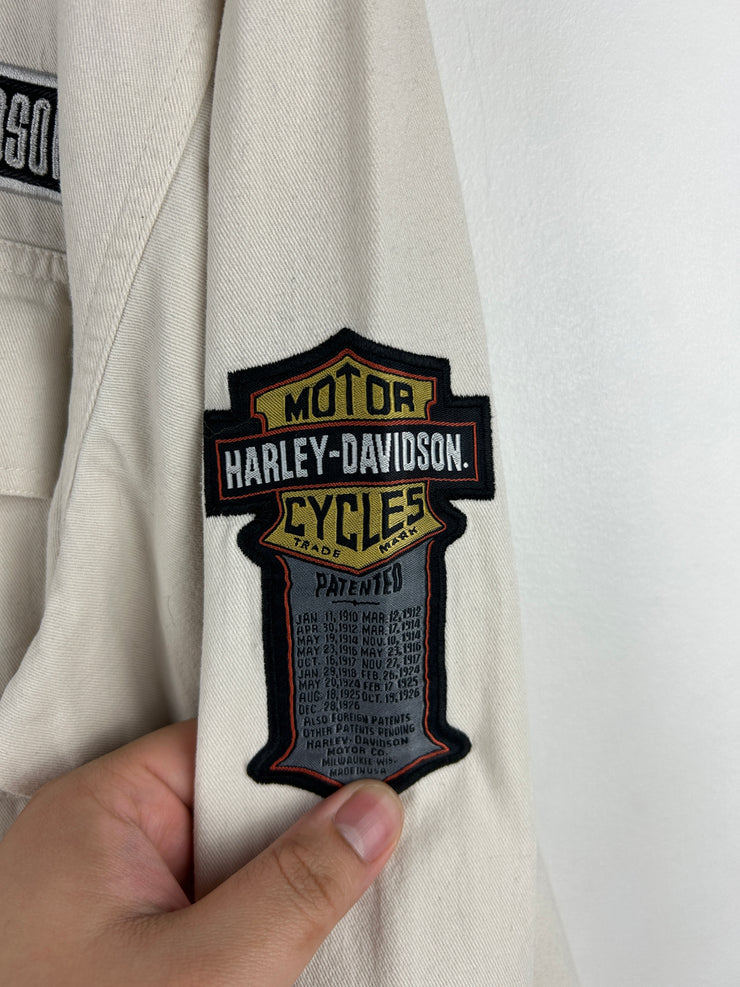 DSON
MOTOR
HARLEY-DAVIDSON.
CYCLES
TRADE MARK
PATENTED
JAN. 11, 1910 MAR. 12, 1912
APR. 30, 1912 MAR. 17, 1914
MAY 19, 1914 NOV. 10, 1914
MAY 23, 1916 MAY 23, 1916
OCT. 16, 1917 NOV. 27, 1917
JAN. 29, 1918 FEB. 26, 1924
MAY 20, 1924 FEB. 17 1925
AUG. 18, 1925 OCT. 19, 1926
DEC. 28, 1926
ALSO FOREIGN PATENTS
OTHER PATENTS PENDING
HARLEY-DAVIDSON
MOTOR CO.
MILWAUKEE-WIS.
MADE IN USA